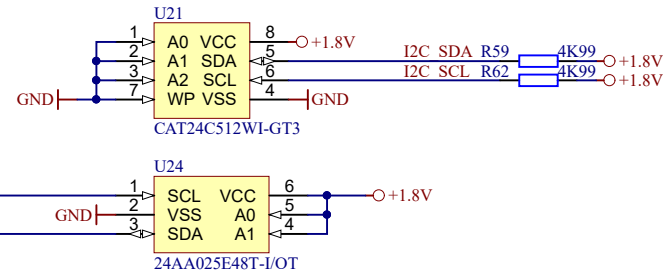 U21
1 A0 VCC 8 +1.8V
2 A1 SDA 5 I2C_SDA R59 4K99 +1.8V
3 A2 SCL 6 I2C_SCL R62 4K99 +1.8V
GND 7 WP VSS 4 GND
CAT24C512WI-GT3
U24
1 SCL VCC 6 +1.8V
GND 2 VSS A0 5
3 SDA A1 4
24AA025E48T-I/OT